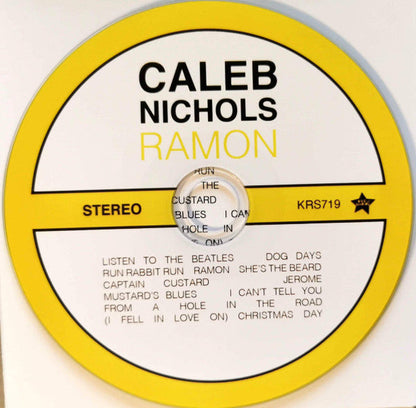 CALEB
NICHOLS
RAMON
RUN
THE
CUSTARD
STEREO
BLUES I CAN
KRS719
HOLE IN
ON)
LISTEN TO THE BEATLES DOG DAYS
RUN RABBIT RUN RAMON SHE'S THE BEARD
CAPTAIN CUSTARD JEROME
MUSTARD'S BLUES I CAN'T TELL YOU
FROM A HOLE IN THE ROAD
(I FELL IN LOVE ON) CHRISTMAS DAY